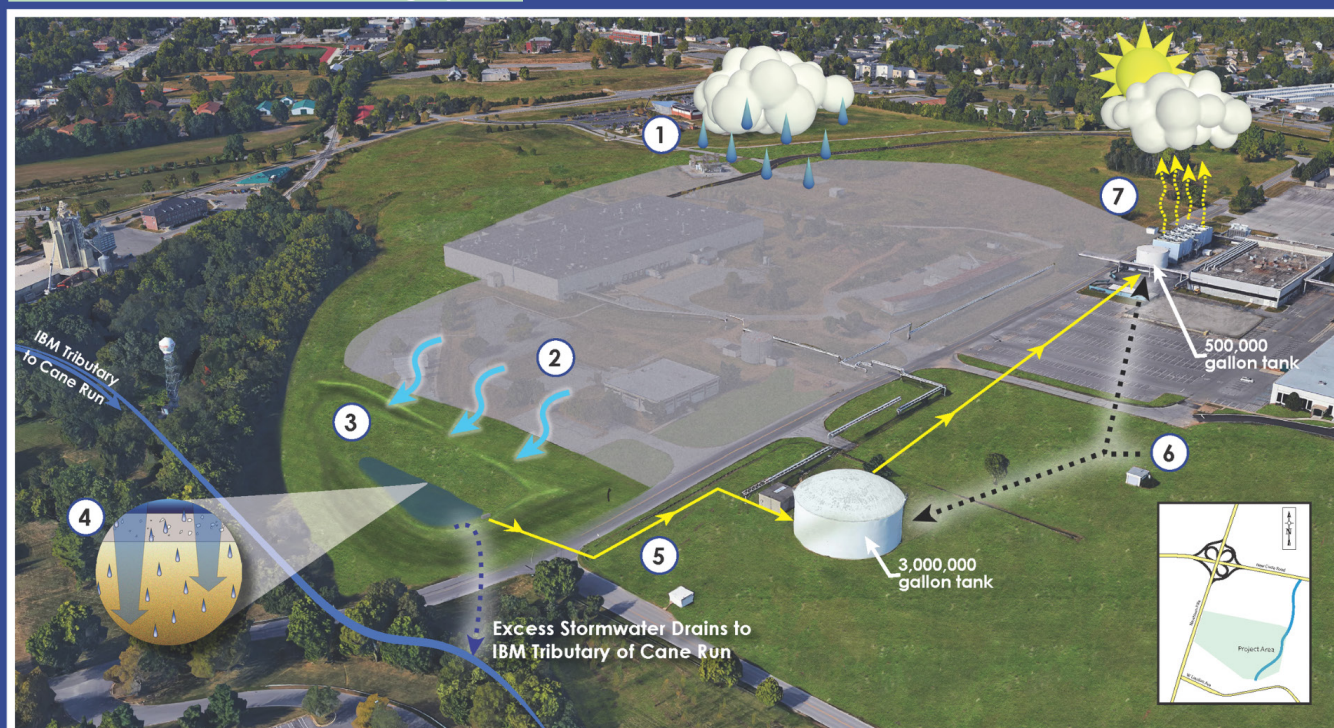 1
7
IBM Tributary
to Cane Run
2
500,000
gallon tank
3
6
4
5
3,000,000
gallon tank
Excess Stormwater Drains to
IBM Tributary of Cane Run
N
Project Area